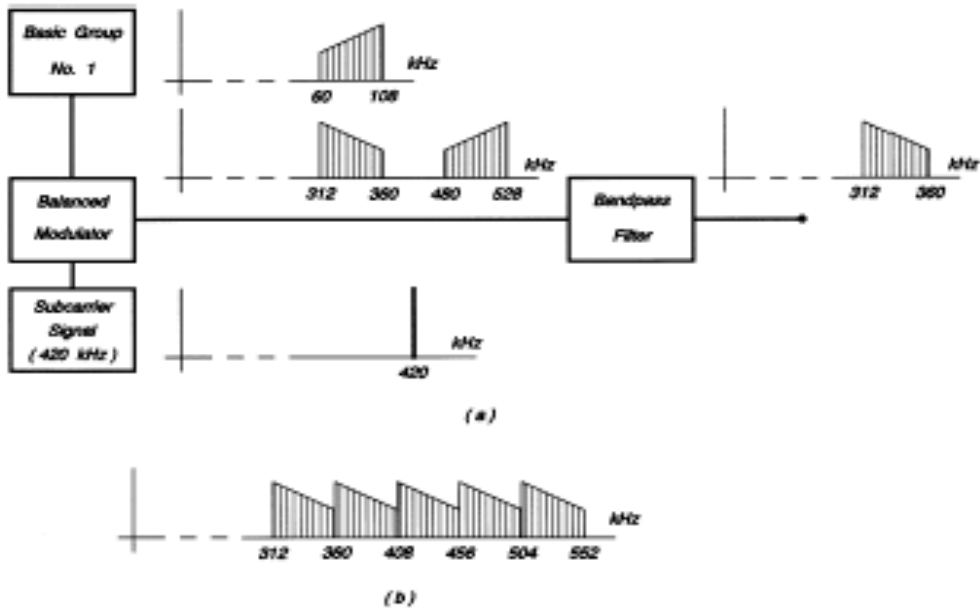 Basic Group
No. 1
kHz
60 108
kHz
312 360 480 528
kHz
312 360
Balanced
Modulator
Bandpass
Filter
Subcarrier
Signal
(420 kHz)
kHz
420
(a)
kHz
312 360 408 456 504 552
(b)